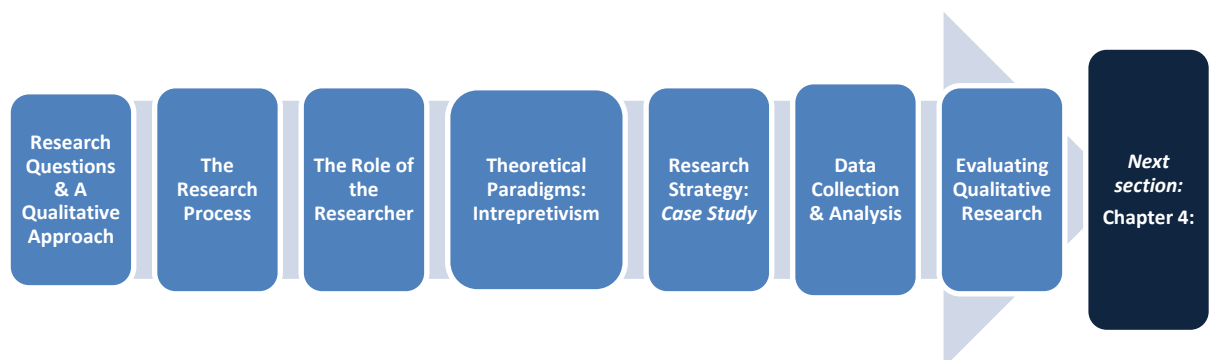 Research
Questions
& A
Qualitative
Approach
The
Research
Process
The Role of
the
Researcher
Theoretical
Paradigms:
Intrepretivism
Research
Strategy:
Case Study
Data
Collection
& Analysis
Evaluating
Qualitative
Research
Next
section:
Chapter 4: